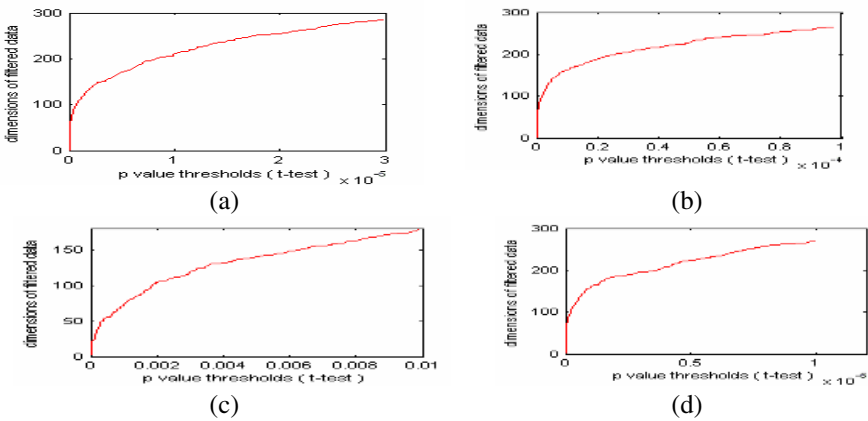 300
200
100
0
dimensions of filtered data
0 1 2 3
p value thresholds ( t-test )
x 10
(a)
300
200
100
0
dimensions of filtered data
0 0.2 0.4 0.6 0.8 1
p value thresholds ( t-test )
x 10⁻⁴
(b)
150
100
50
0
dimensions of filtered data
0 0.002 0.004 0.006 0.008 0.01
p value thresholds ( t-test )
(c)
300
200
100
0
dimensions of filtered data
0 0.5 1
p value thresholds ( t-test )
x 10
(d)